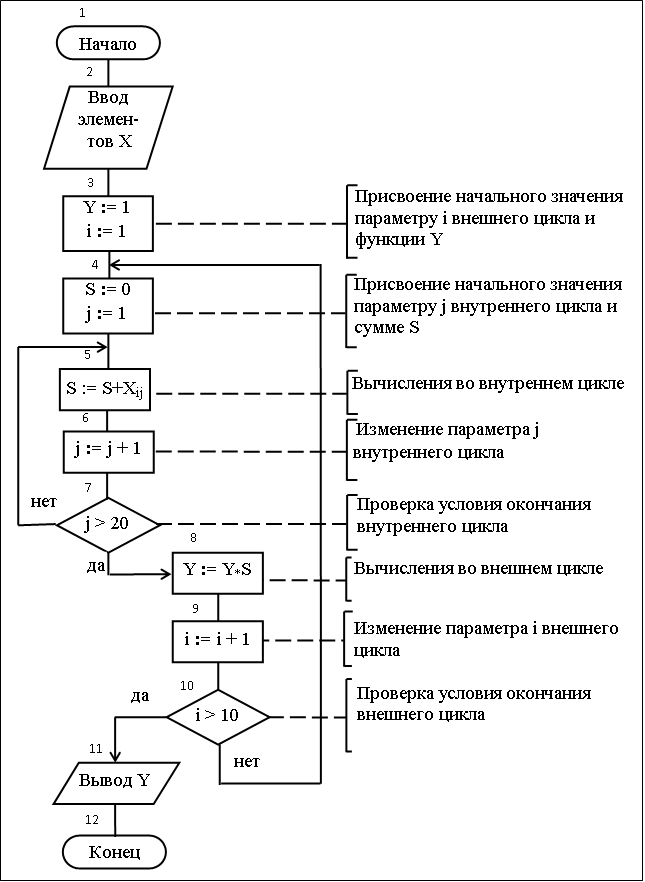 1
Начало
2
Ввод
элемен-
тов X
3
Y := 1
i := 1
Присвоение начального значения
параметру i внешнего цикла и
функции Y
4
S := 0
j := 1
Присвоение начального значения
параметру j внутреннего цикла и
сумме S
5
S := S+Xij
Вычисления во внутреннем цикле
6
j := j + 1
Изменение параметра j
внутреннего цикла
7
нет
j > 20
да
Проверка условия окончания
внутреннего цикла
8
Y := Y*S
Вычисления во внешнем цикле
9
i := i + 1
Изменение параметра i внешнего
цикла
10
да
i > 10
нет
Проверка условия окончания
внешнего цикла
11
Вывод Y
12
Конец